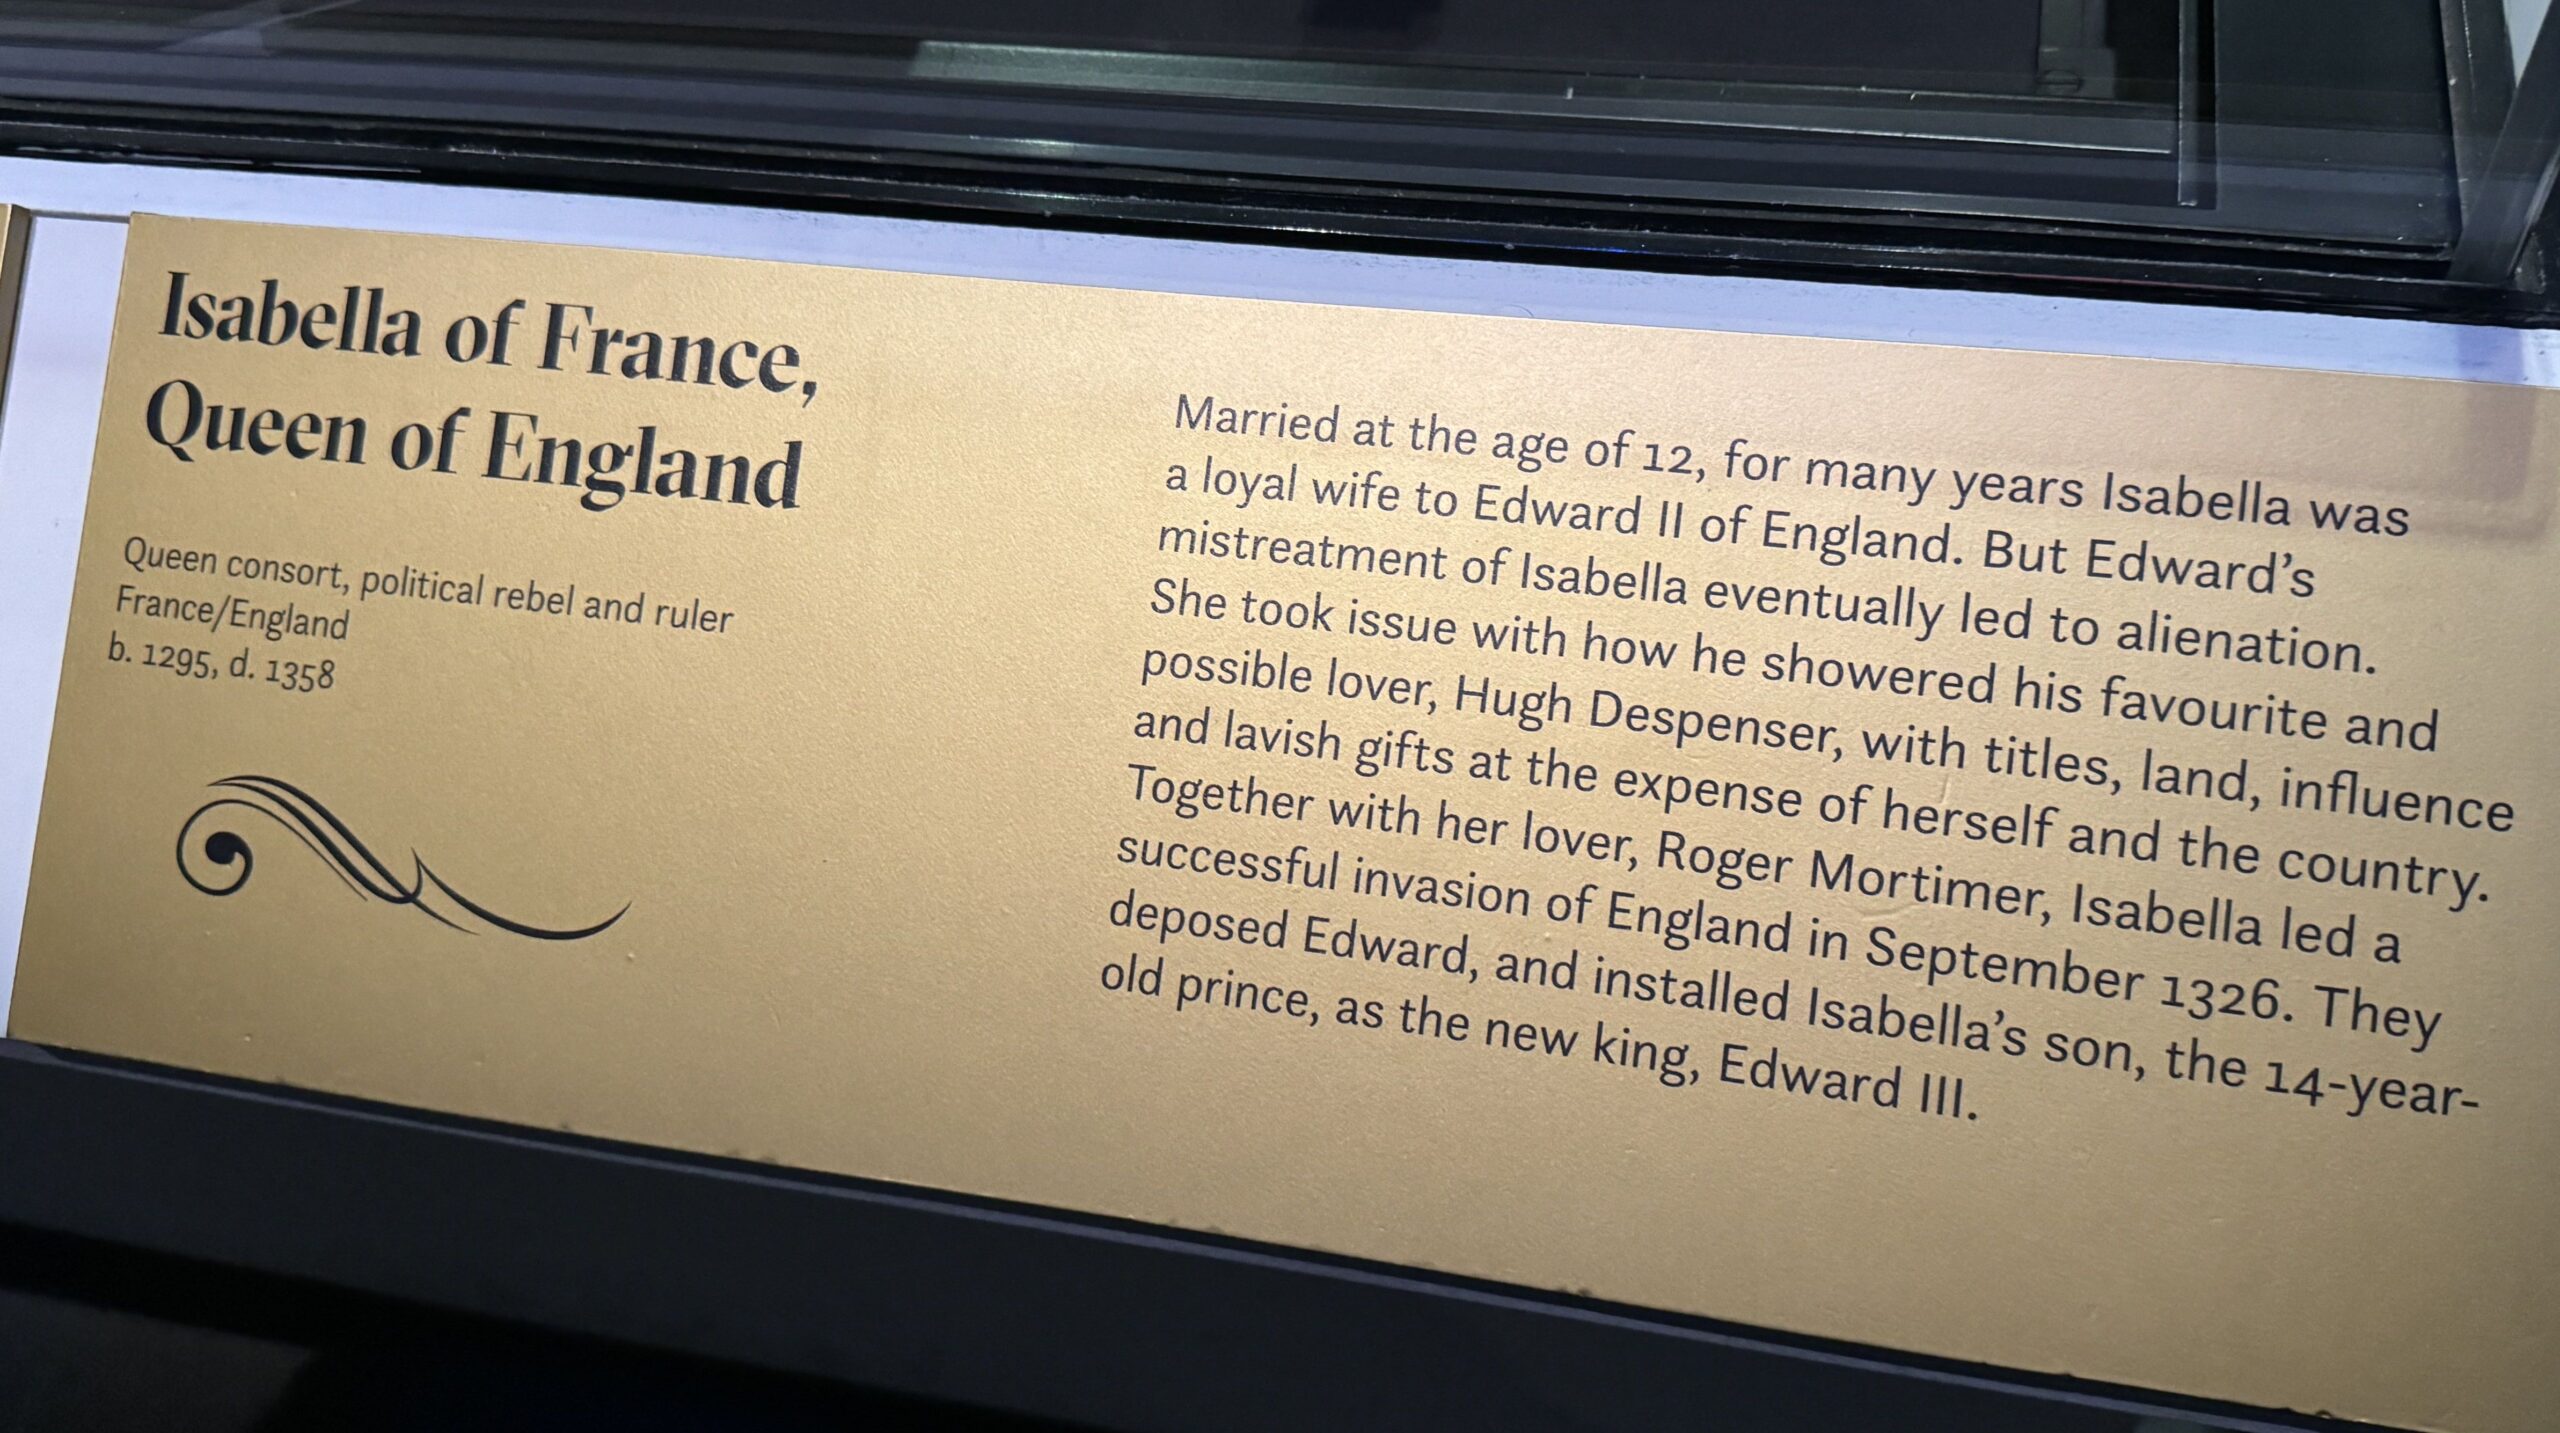 Isabella of France,
Queen of England
Queen consort, political rebel and ruler
France/England
b. 1295, d. 1358
Married at the age of 12, for many years Isabella was
a loyal wife to Edward II of England. But Edward’s
mistreatment of Isabella eventually led to alienation.
She took issue with how he showered his favourite and
possible lover, Hugh Despenser, with titles, land, influence
and lavish gifts at the expense of herself and the country.
Together with her lover, Roger Mortimer, Isabella led a
successful invasion of England in September 1326. They
deposed Edward, and installed Isabella’s son, the 14-year-
old prince, as the new king, Edward III.